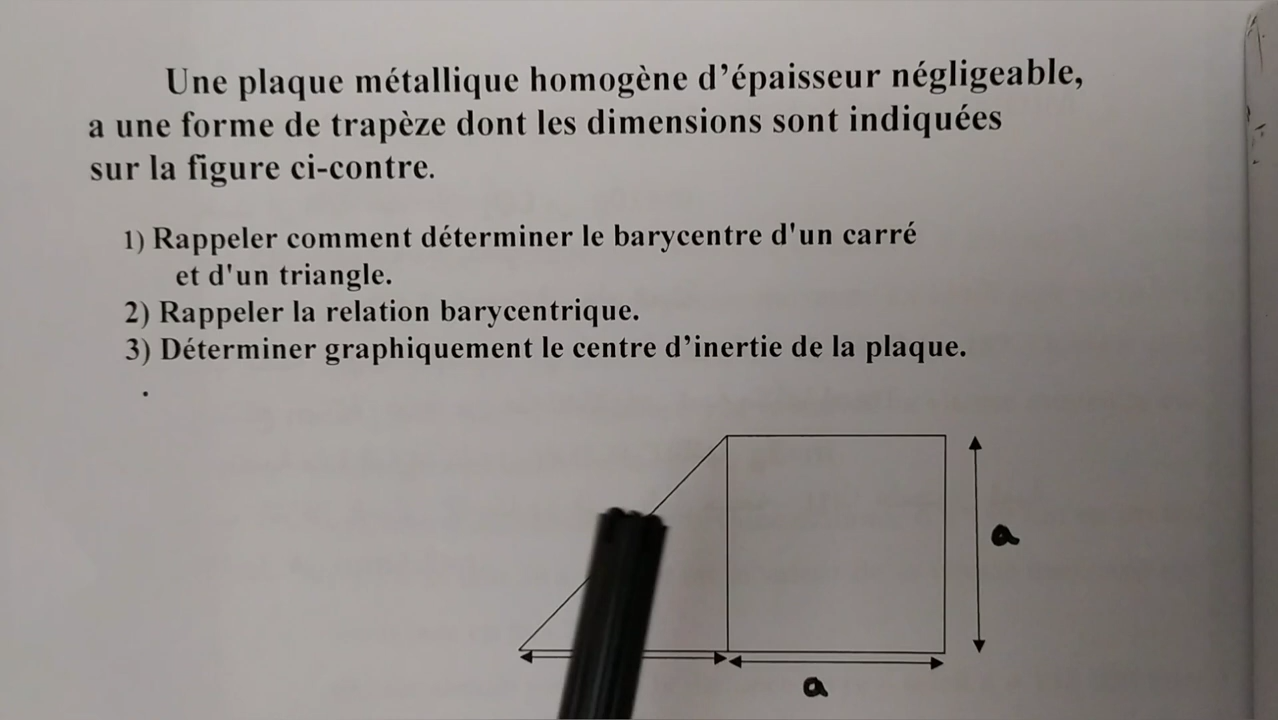 Une plaque métallique homogène d'épaisseur négligeable,
a une forme de trapèze dont les dimensions sont indiquées
sur la figure ci-contre.
1) Rappeler comment déterminer le barycentre d'un carré
et d'un triangle.
2) Rappeler la relation barycentrique.
3) Déterminer graphiquement le centre d'inertie de la plaque.
.
a
a